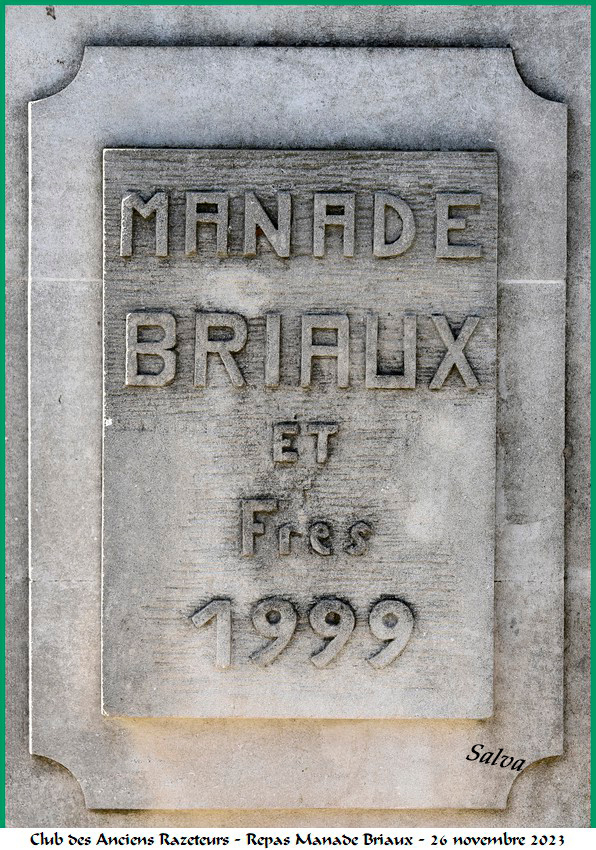 MANADE
BRIAUX
ET
Fres
1999
Salva
Club des Anciens Razeteurs - Repas Manade Briaux - 26 novembre 2023